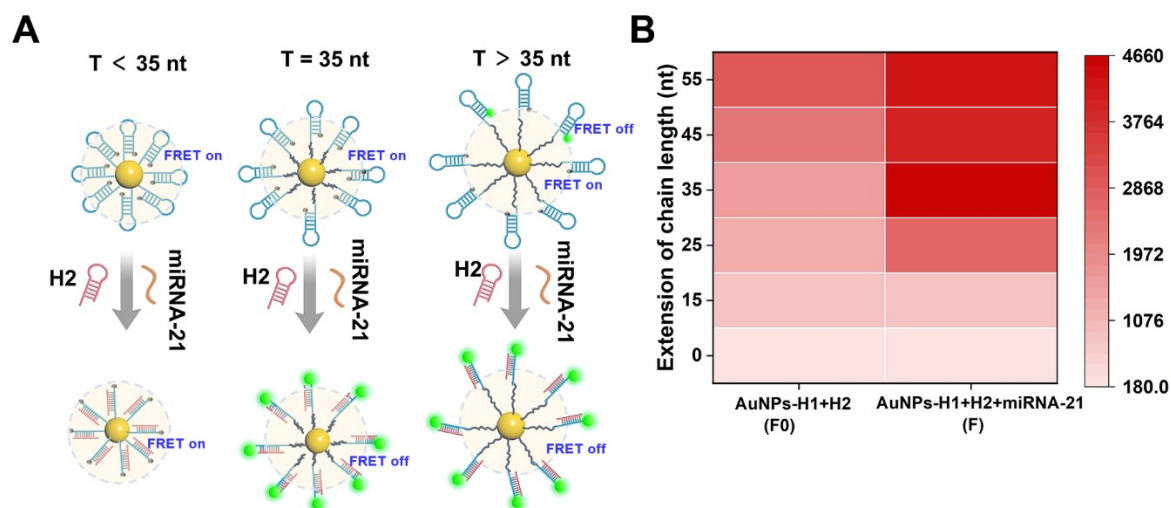 A
T < 35 nt
T = 35 nt
T > 35 nt
FRET on
FRET on
FRET off
FRET on
H2
miRNA-21
H2
miRNA-21
H2
miRNA-21
FRET on
FRET off
FRET off
B
Extension of chain length (nt)
55
45
35
25
15
0
AuNPs-H1+H2
(F0)
AuNPs-H1+H2+miRNA-21
(F)
4660
3764
2868
1972
1076
180.0